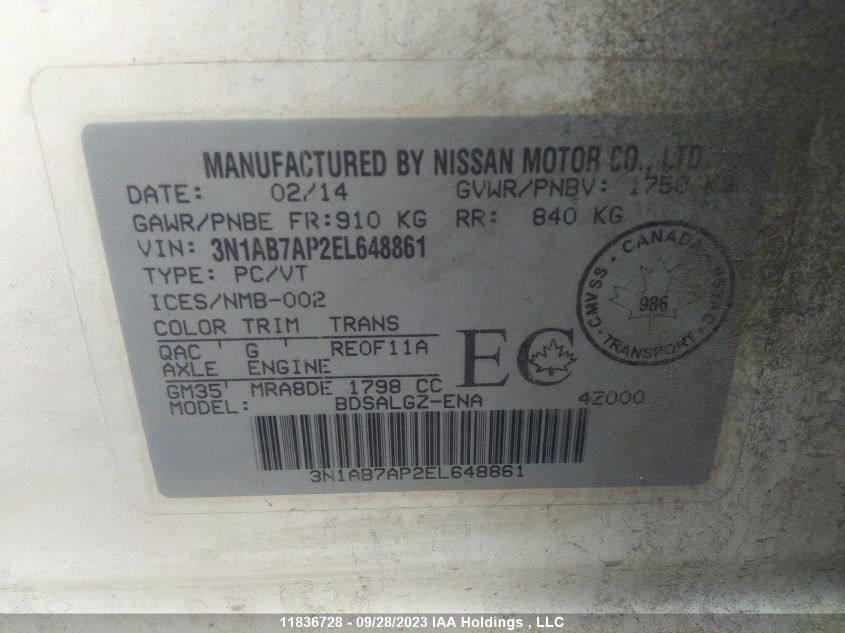 MANUFACTURED BY NISSAN MOTOR CO., LTD
DATE: 02/14 GVWR/PNBV: 1750 KG
GAWR/PNBE FR:910 KG RR: 840 KG
VIN: 3N1AB7AP2EL648861
TYPE: PC/VT
ICES/NMB-002
COLOR TRIM TRANS
QAC G RE0F11A
AXLE ENGINE
GM35 MRA8DE 1798 CC
MODEL: BDSALGZ-ENA 4Z000
EC
CANADA
CMVSS NSVAC
986
TRANSPORT
3N1AB7AP2EL648861
11836728 - 09/28/2023 IAA Holdings , LLC